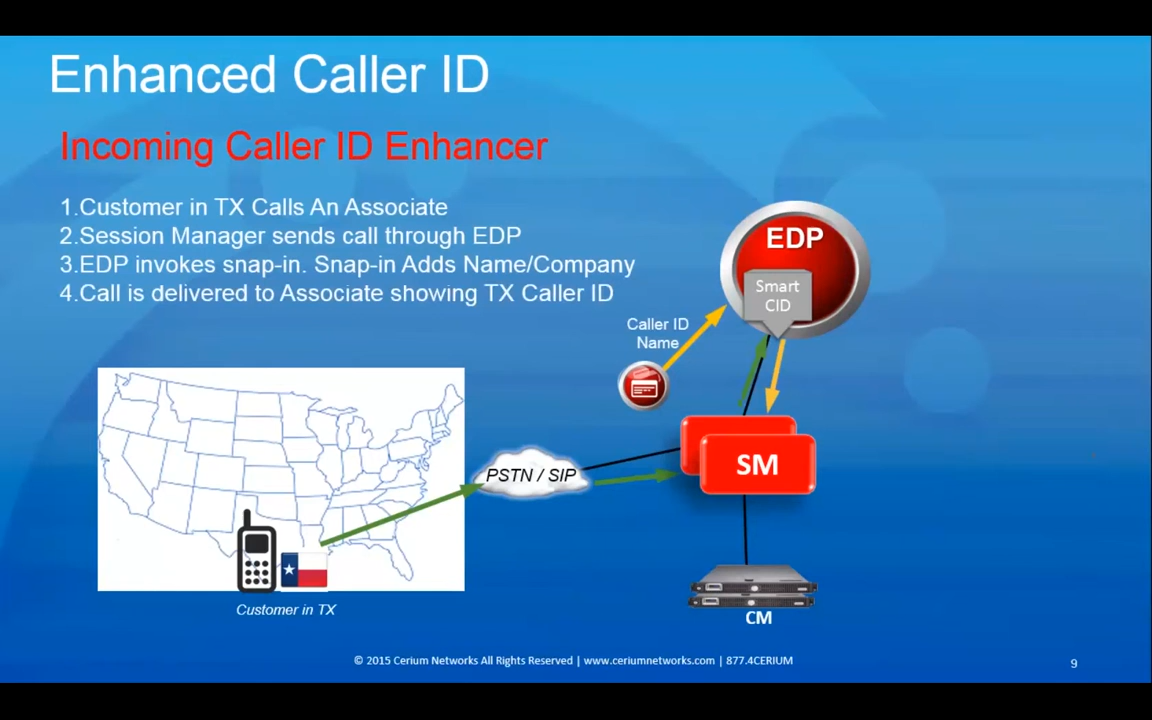 Enhanced Caller ID
Incoming Caller ID Enhancer
1.Customer in TX Calls An Associate
2.Session Manager sends call through EDP
3.EDP invokes snap-in. Snap-in Adds Name/Company
4.Call is delivered to Associate showing TX Caller ID
EDP
Smart
CID
Caller ID
Name
PSTN / SIP
SM
Customer in TX
CM
© 2015 Cerium Networks All Rights Reserved | www.ceriumnetworks.com | 877.4CERIUM
9